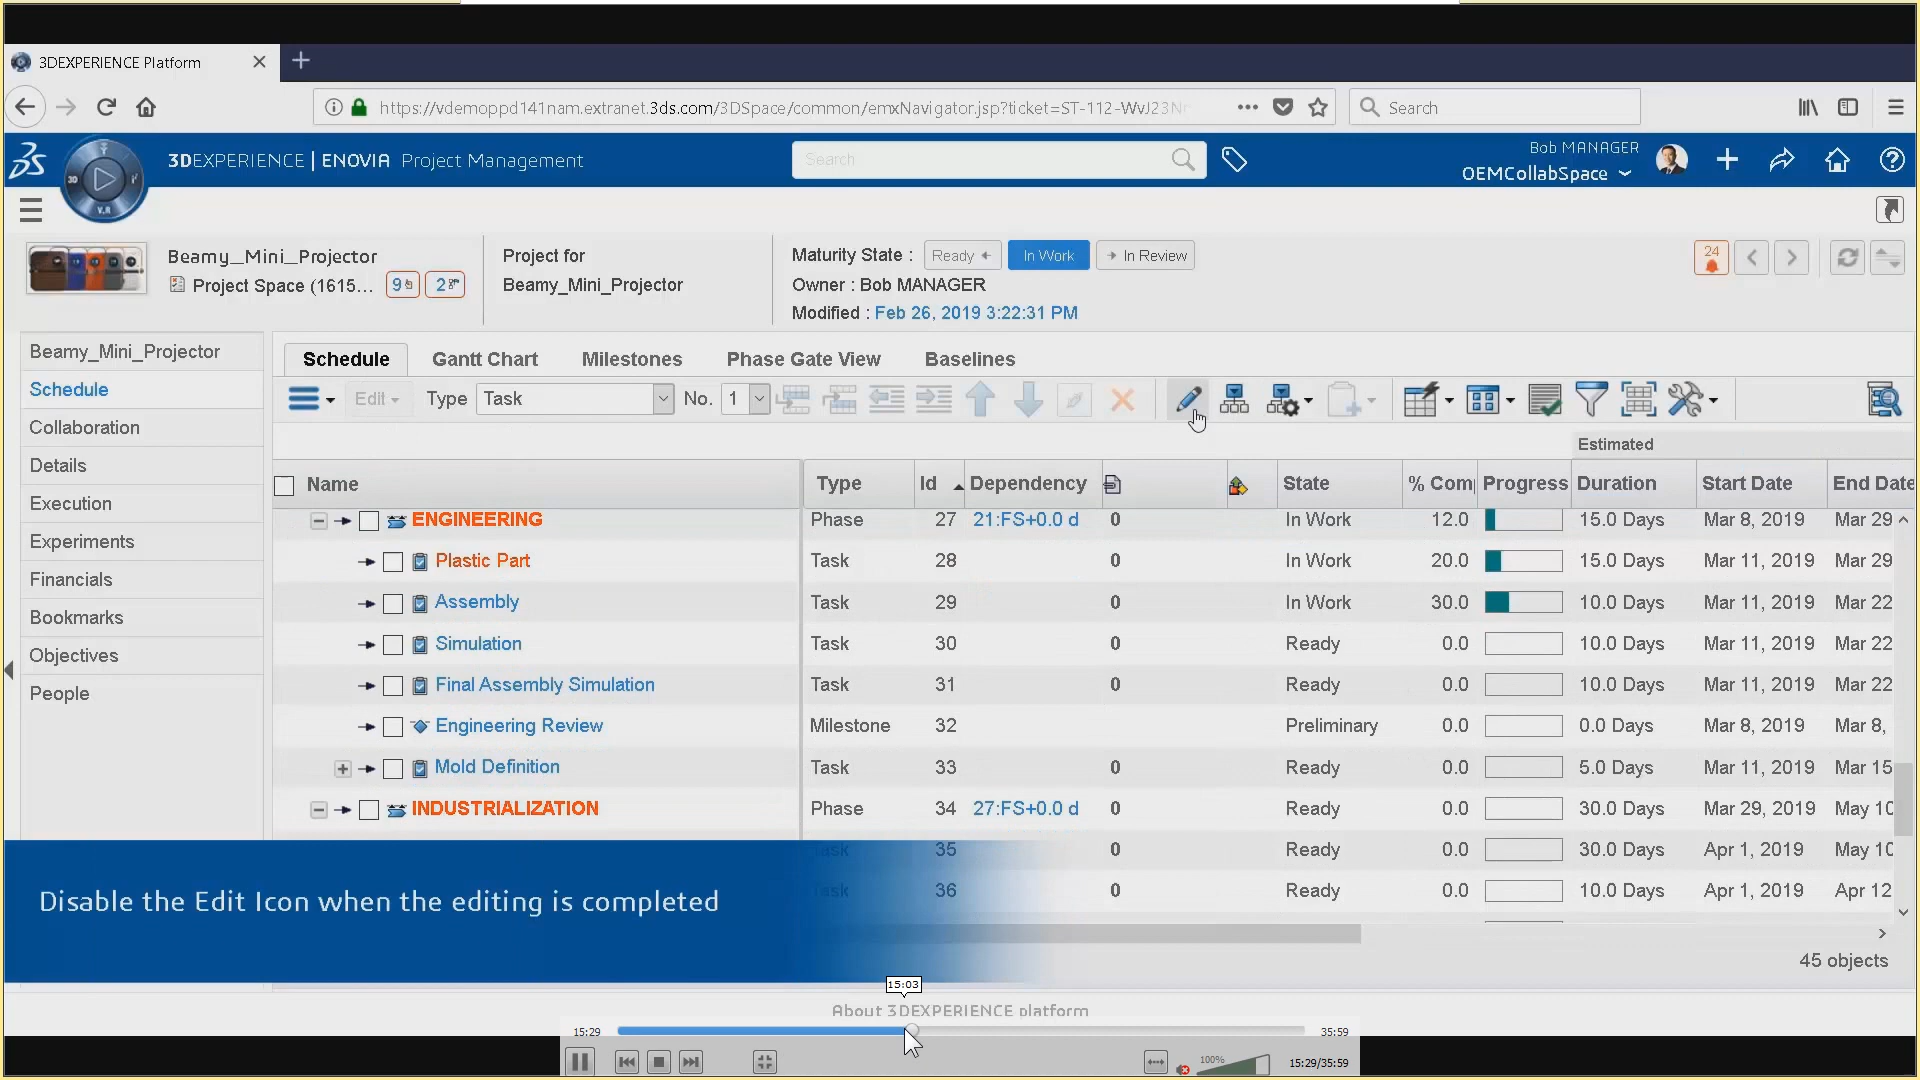 3DEXPERIENCE Platform
https://vdemoppd141nam.extranet.3ds.com/3DSpace/common/emxNavigator.jsp?ticket=ST-112-WvJ23N
Search
3DEXPERIENCE | ENOVIA Project Management
Search
Bob MANAGER
OEMCollabSpace
3D
V.R
Beamy_Mini_Projector
Project Space (1615...
9
2
Project for
Beamy_Mini_Projector
Maturity State :
Ready
In Work
In Review
Owner : Bob MANAGER
Modified : Feb 26, 2019 3:22:31 PM
24
Beamy_Mini_Projector
Schedule
Collaboration
Details
Execution
Experiments
Financials
Bookmarks
Objectives
People
Schedule Gantt Chart Milestones Phase Gate View Baselines
Edit Type Task No. 1
Estimated
Name Type Id Dependency State % Com Progress Duration Start Date End Date
ENGINEERING Phase 27 21:FS+0.0 d 0 In Work 12.0 15.0 Days Mar 8, 2019 Mar 29
Plastic Part Task 28 0 In Work 20.0 15.0 Days Mar 11, 2019 Mar 29
Assembly Task 29 0 In Work 30.0 10.0 Days Mar 11, 2019 Mar 22
Simulation Task 30 0 Ready 0.0 10.0 Days Mar 11, 2019 Mar 22
Final Assembly Simulation Task 31 0 Ready 0.0 10.0 Days Mar 11, 2019 Mar 22
Engineering Review Milestone 32 Preliminary 0.0 0.0 Days Mar 8, 2019 Mar 8,
Mold Definition Task 33 0 Ready 0.0 5.0 Days Mar 11, 2019 Mar 15
INDUSTRIALIZATION Phase 34 27:FS+0.0 d 0 Ready 0.0 30.0 Days Mar 29, 2019 May 10
Task 35 0 Ready 0.0 30.0 Days Apr 1, 2019 May 10
Task 36 0 Ready 0.0 10.0 Days Apr 1, 2019 Apr 12
Disable the Edit Icon when the editing is completed
45 objects
15:03
About 3DEXPERIENCE platform
15:29
35:59
100%
15:29/35:59